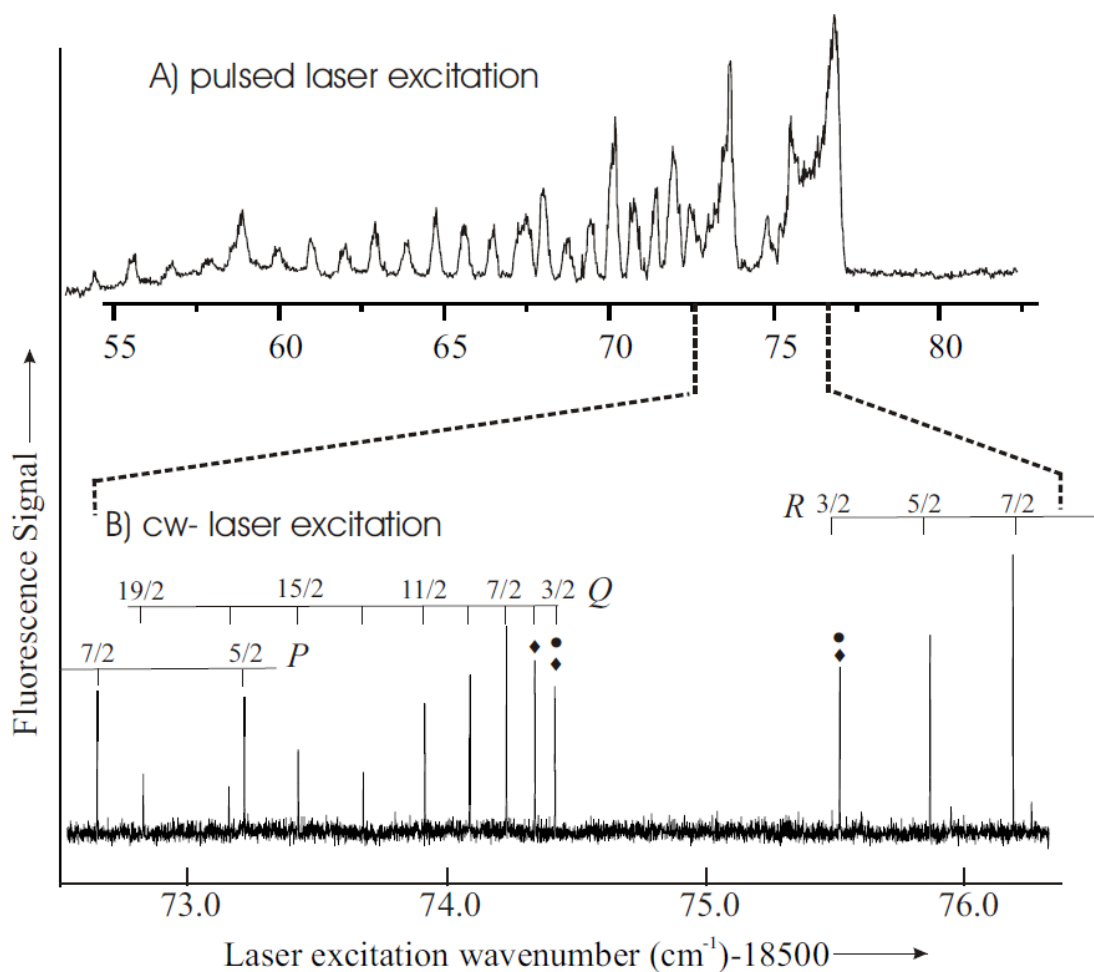 A) pulsed laser excitation
55 60 65 70 75 80
B) cw- laser excitation
R 3/2 5/2 7/2
19/2 15/2 11/2 7/2 3/2 Q
7/2 5/2 P
73.0 74.0 75.0 76.0
Laser excitation wavenumber (cm⁻¹)-18500
Fluorescence Signal